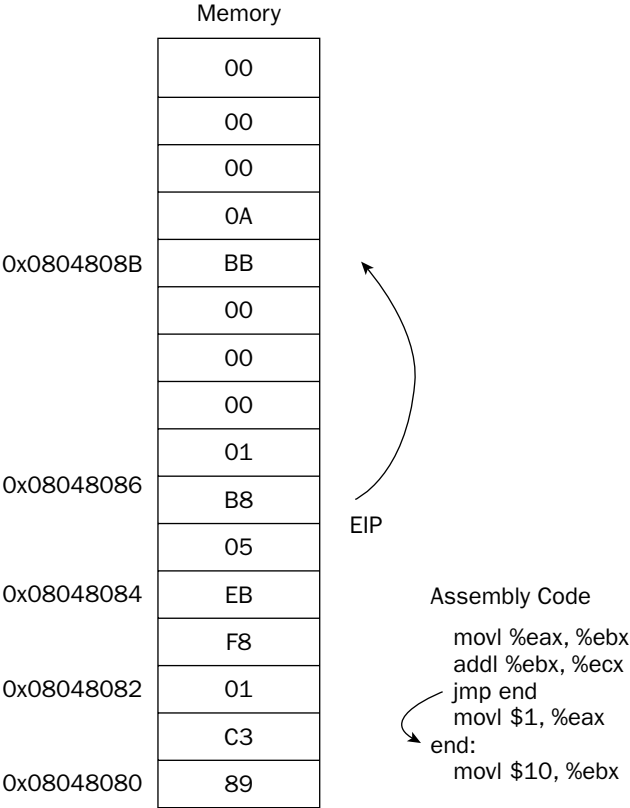 Memory
00
00
00
0A
0x0804808B BB
00
00
00
01
0x08048086 B8
EIP
05
0x08048084 EB
F8
0x08048082 01
C3
0x08048080 89
Assembly Code
movl %eax, %ebx
addl %ebx, %ecx
jmp end
movl $1, %eax
end:
movl $10, %ebx